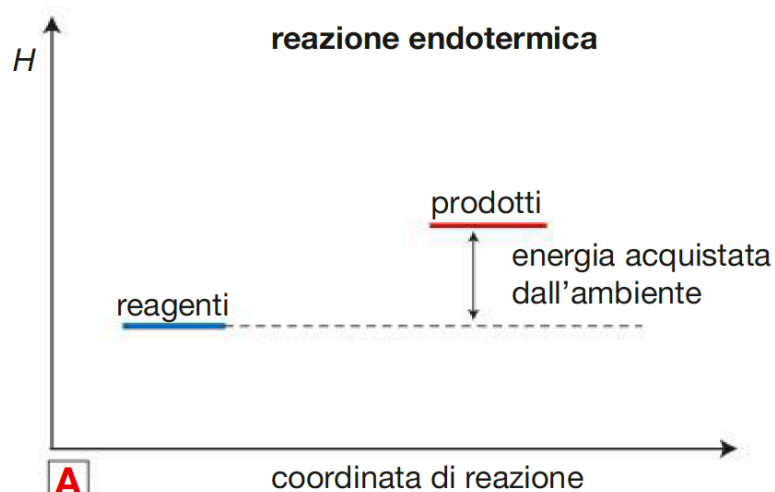 reazione endotermica
H
prodotti
energia acquistata
dall'ambiente
reagenti
A
coordinata di reazione